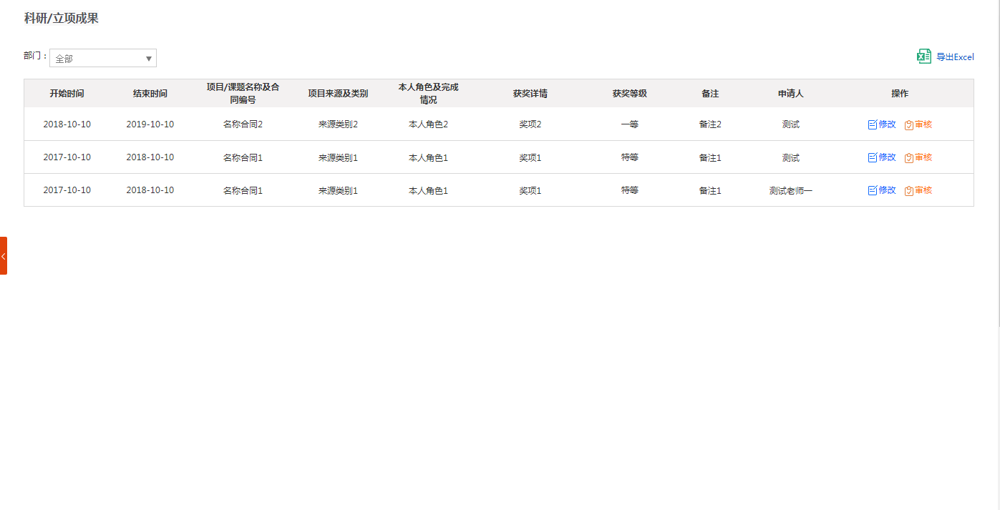 科研/立项成果
部门： 全部 ▼ 导出Excel
开始时间 结束时间 项目/课题名称及合同编号 项目来源及类别 本人角色及完成情况 获奖详情 获奖等级 备注 申请人 操作
2018-10-10 2019-10-10 名称合同2 来源类别2 本人角色2 奖项2 一等 备注2 测试 修改 审核
2017-10-10 2018-10-10 名称合同1 来源类别1 本人角色1 奖项1 特等 备注1 测试 修改 审核
2017-10-10 2018-10-10 名称合同1 来源类别1 本人角色1 奖项1 特等 备注1 测试老师一 修改 审核